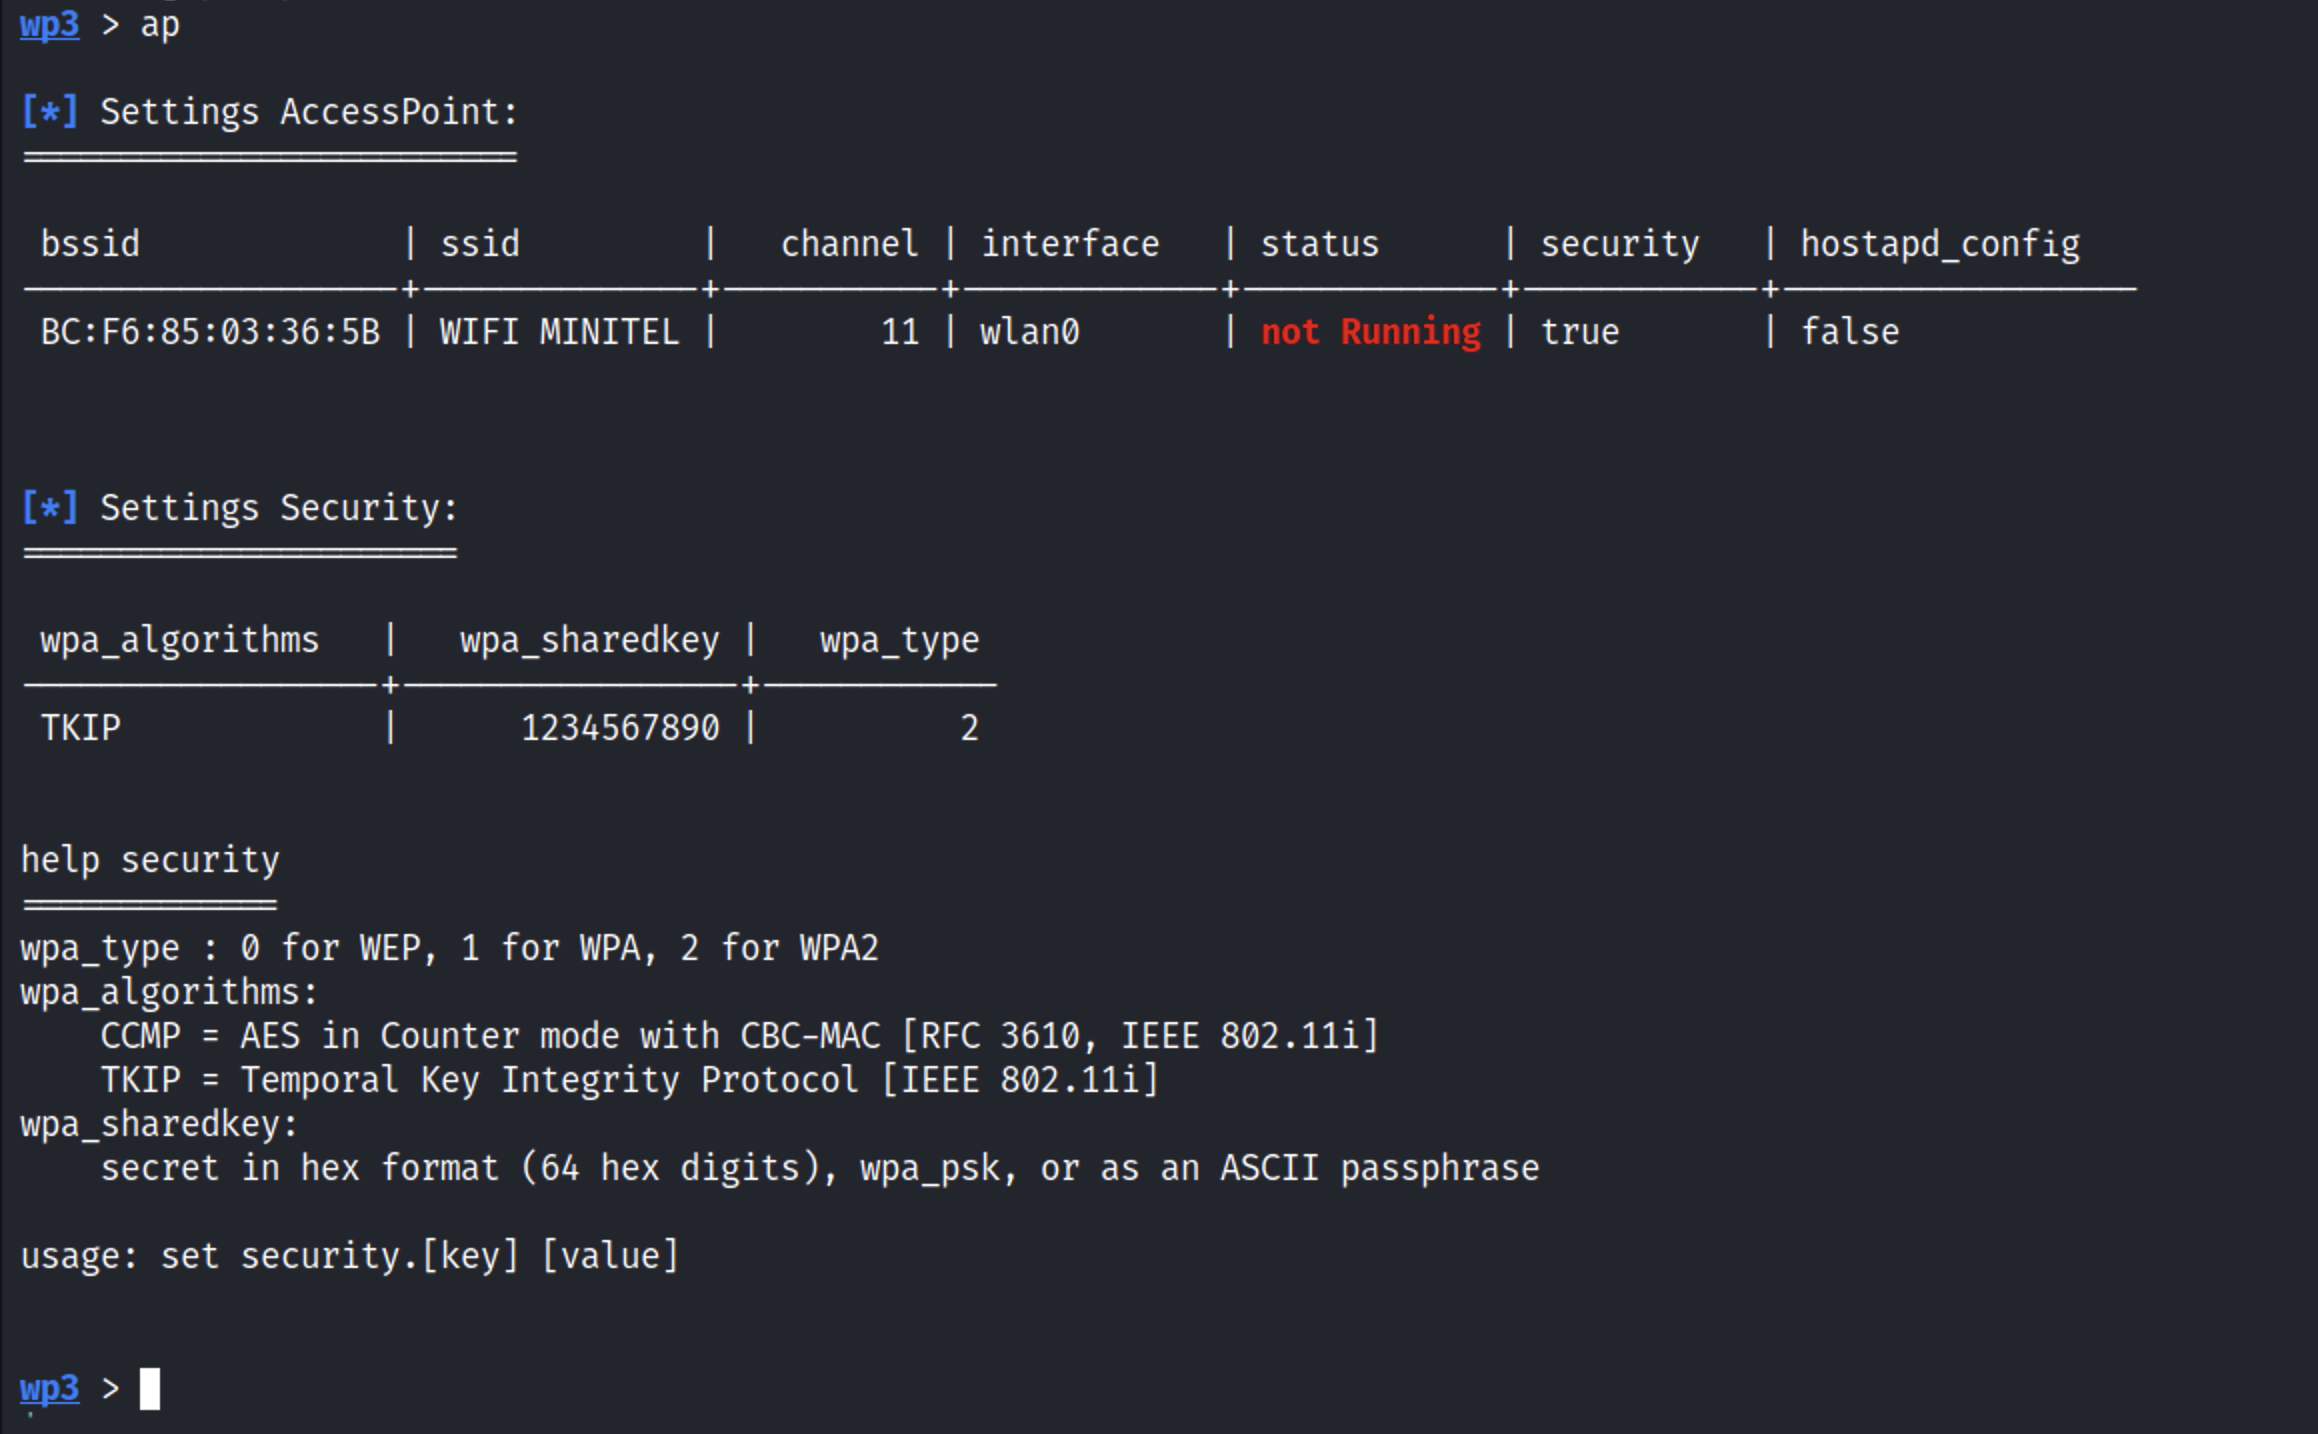 wp3 > ap
[*] Settings AccessPoint:
=========================
bssid | ssid | channel | interface | status | security | hostapd_config
-------------------+--------------+-----------+-------------+-------------+------------+------------------
BC:F6:85:03:36:5B | WIFI MINITEL | 11 | wlan0 | not Running | true | false
[*] Settings Security:
======================
wpa_algorithms | wpa_sharedkey | wpa_type
------------------+-----------------+------------
TKIP | 1234567890 | 2
help security
=============
wpa_type : 0 for WEP, 1 for WPA, 2 for WPA2
wpa_algorithms:
CCMP = AES in Counter mode with CBC-MAC [RFC 3610, IEEE 802.11i]
TKIP = Temporal Key Integrity Protocol [IEEE 802.11i]
wpa_sharedkey:
secret in hex format (64 hex digits), wpa_psk, or as an ASCII passphrase
usage: set security.[key] [value]
wp3 >